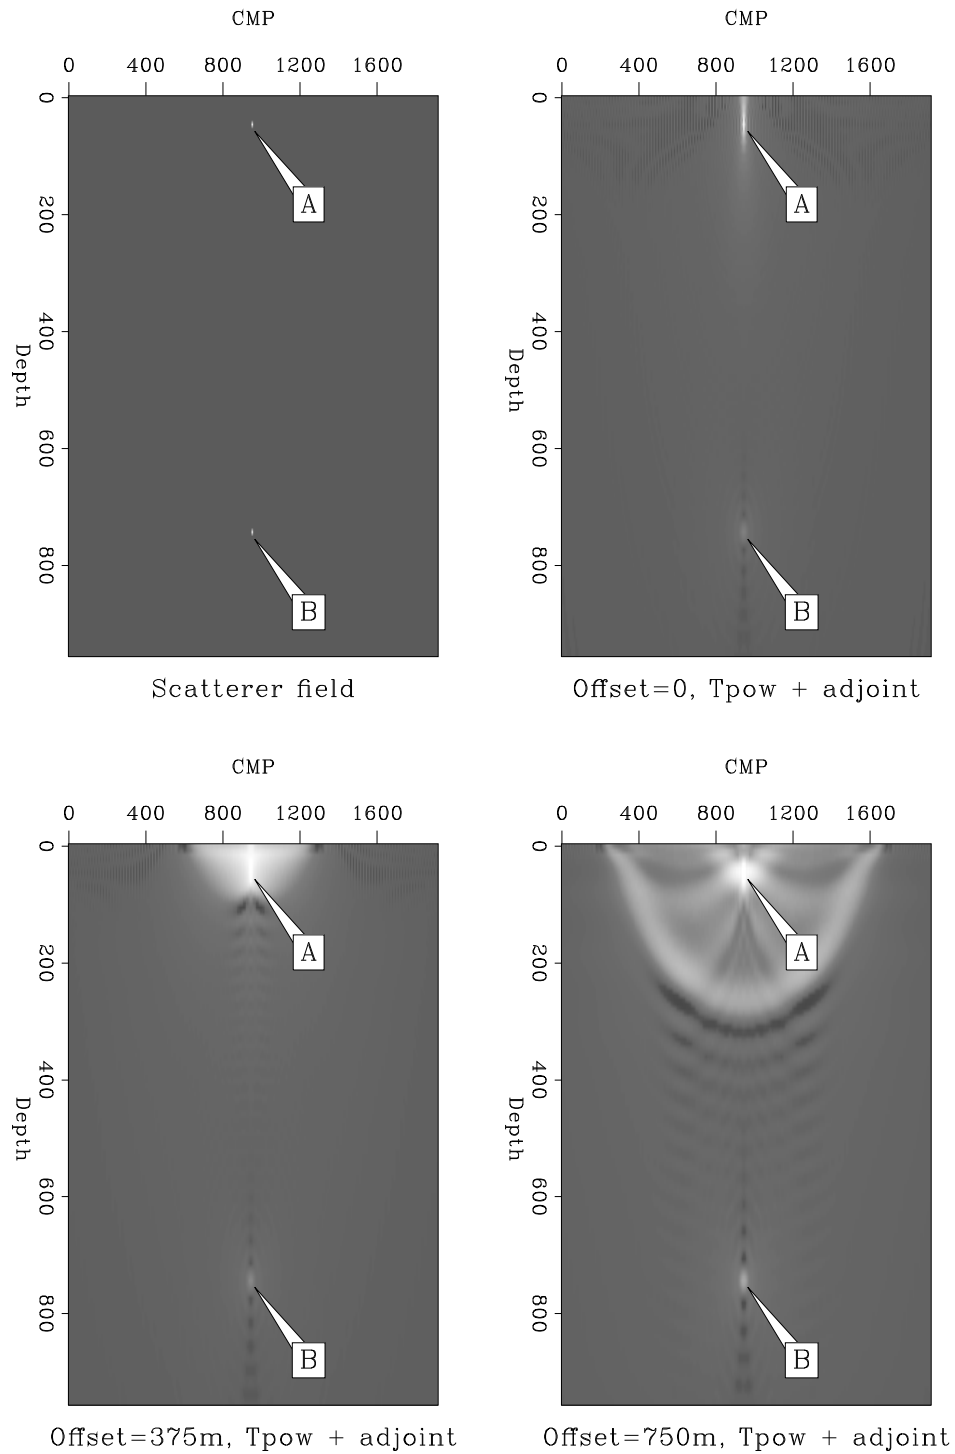 CMP
0 400 800 1200 1600
0
200
400
600
800
Depth
A
B
Scatterer field
CMP
0 400 800 1200 1600
0
200
400
600
800
Depth
A
B
Offset=0, Tpow + adjoint
CMP
0 400 800 1200 1600
0
200
400
600
800
Depth
A
B
Offset=375m, Tpow + adjoint
CMP
0 400 800 1200 1600
0
200
400
600
800
Depth
A
B
Offset=750m, Tpow + adjoint